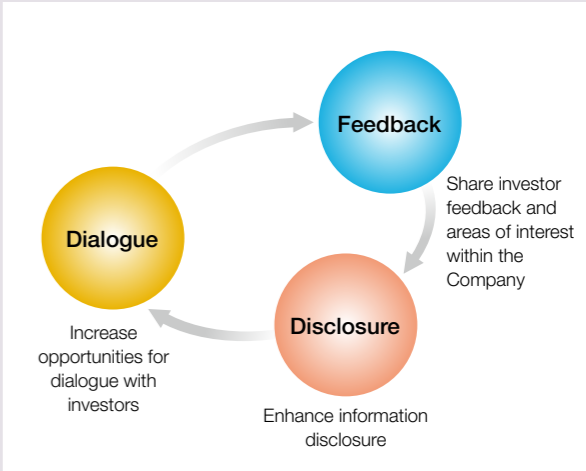 Feedback
Share investor
feedback and
areas of interest
within the
Company
Dialogue
Increase
opportunities for
dialogue with
investors
Disclosure
Enhance information
disclosure